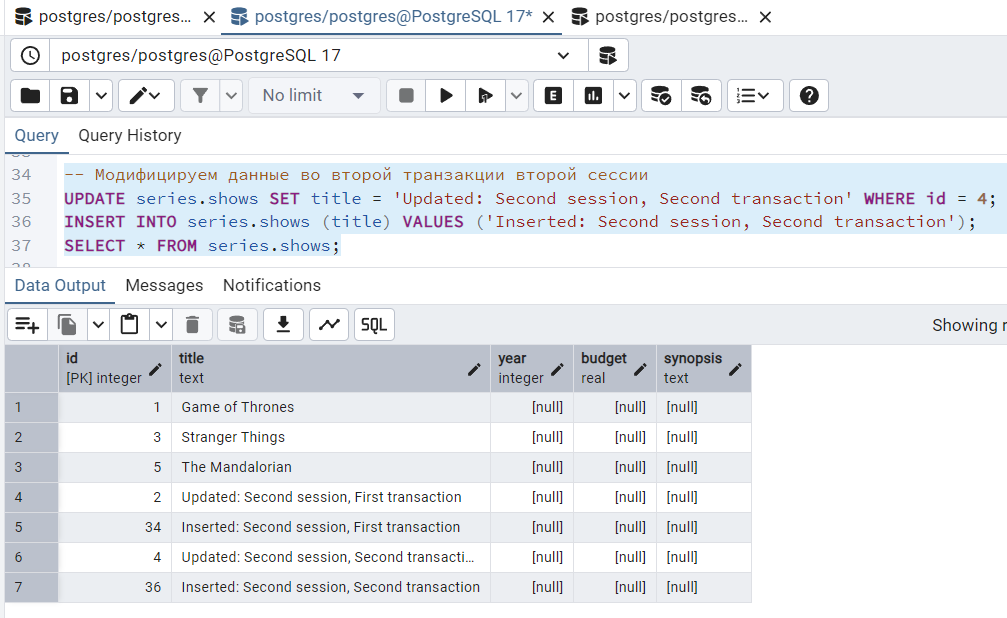 postgres/postgres... postgres/postgres@PostgreSQL 17* postgres/postgres...
postgres/postgres@PostgreSQL 17
No limit E
Query Query History
34 -- Модифицируем данные во второй транзакции второй сессии
35 UPDATE series.shows SET title = 'Updated: Second session, Second transaction' WHERE id = 4;
36 INSERT INTO series.shows (title) VALUES ('Inserted: Second session, Second transaction');
37 SELECT * FROM series.shows;
Data Output Messages Notifications
SQL Showing r
id title year budget synopsis
[PK] integer text integer real text
1 1 Game of Thrones [null] [null] [null]
2 3 Stranger Things [null] [null] [null]
3 5 The Mandalorian [null] [null] [null]
4 2 Updated: Second session, First transaction [null] [null] [null]
5 34 Inserted: Second session, First transaction [null] [null] [null]
6 4 Updated: Second session, Second transacti... [null] [null] [null]
7 36 Inserted: Second session, Second transaction [null] [null] [null]